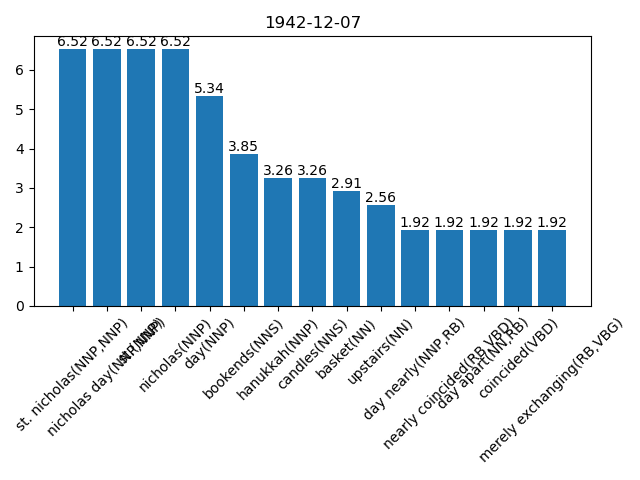 1942-12-07
6.52 6.52 6.52 6.52
5.34
3.85
3.26 3.26
2.91
2.56
1.92 1.92 1.92 1.92 1.92
6
5
4
3
2
1
0
st. nicholas(NNP,NNP)
nicholas day(NNP,NNP)
st.(NNP)
nicholas(NNP)
day(NNP)
bookends(NNS)
hanukkah(NNP)
candles(NNS)
basket(NN)
upstairs(NN)
day nearly(NNP,RB)
nearly coincided(RB,VBD)
day apart(NN,RB)
coincided(VBD)
merely exchanging(RB,VBG)